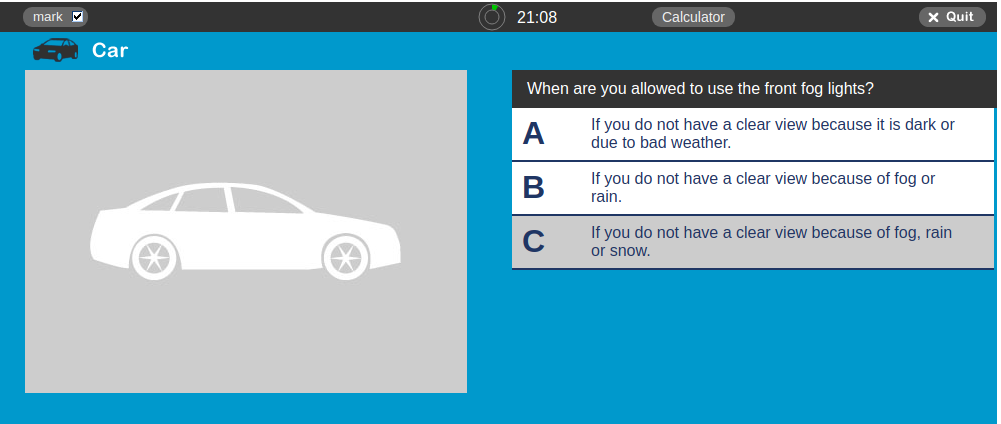 mark
21:08
Calculator
Quit
Car
When are you allowed to use the front fog lights?
A
If you do not have a clear view because it is dark or
due to bad weather.
B
If you do not have a clear view because of fog or
rain.
C
If you do not have a clear view because of fog, rain
or snow.